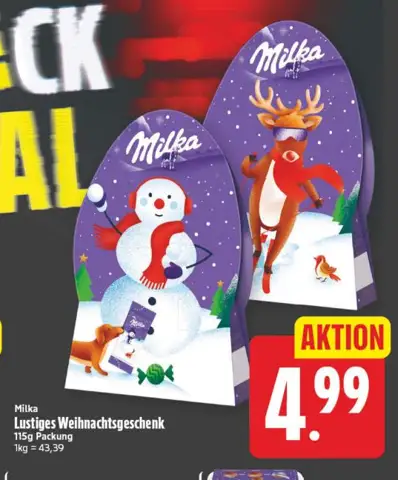 CK
AL
Milka
Milka
Milka
AKTION
4.99
Milka
Lustiges Weihnachtsgeschenk
115g Packung
1kg = 43,39